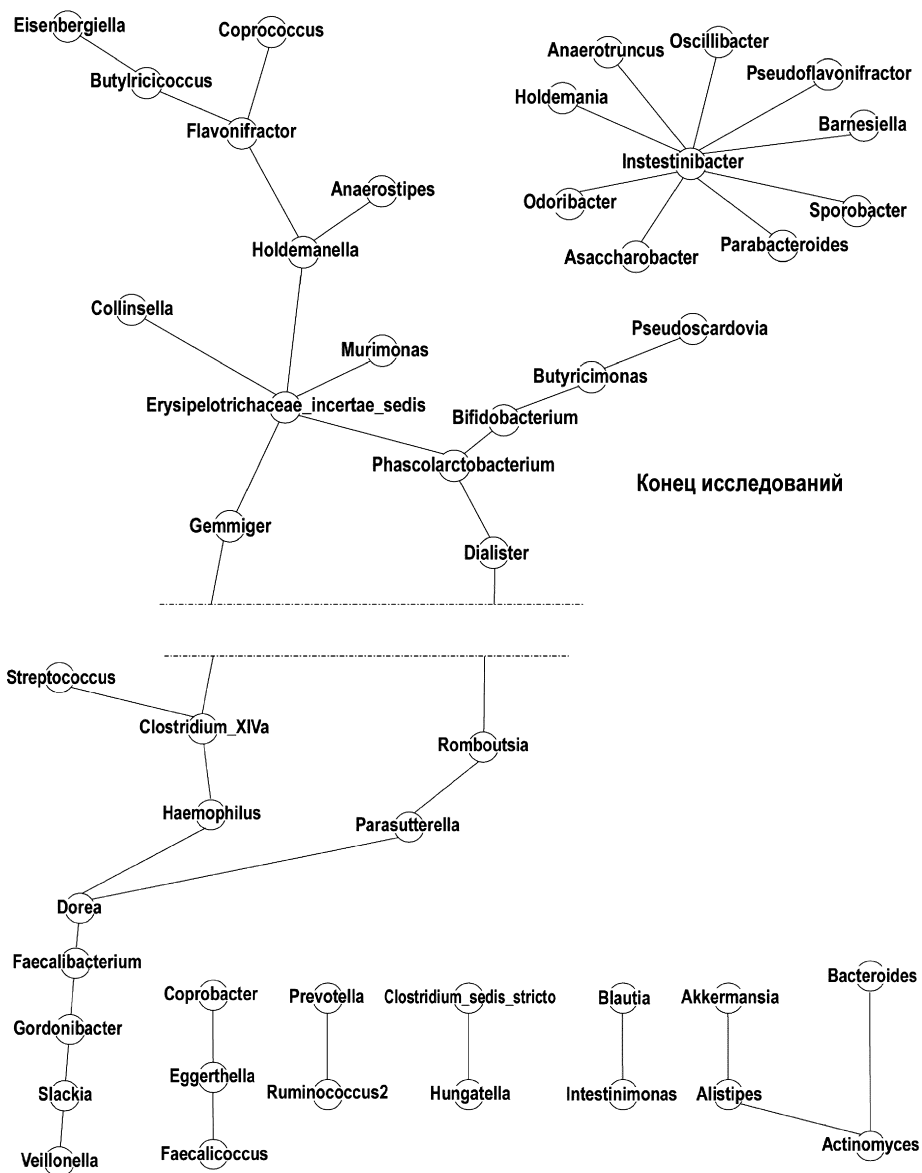 Eisenbergiella
Coprococcus
Butylricicoccus
Flavonifractor
Anaerostipes
Holdemanella
Collinsella
Murimonas
Erysipelotrichaceae_incertae_sedis
Gemmiger
Anaerotruncus
Oscillibacter
Pseudoflavonifractor
Holdemania
Barnesiella
Instestinibacter
Odoribacter
Sporobacter
Asaccharobacter
Parabacteroides
Pseudoscardovia
Butyricimonas
Bifidobacterium
Phascolarctobacterium
Dialister
Конец исследований
Streptococcus
Clostridium_XIVa
Romboutsia
Haemophilus
Parasutterella
Dorea
Faecalibacterium
Gordonibacter
Slackia
Veillonella
Coprobacter
Eggerthella
Faecalicoccus
Prevotella
Ruminococcus2
Clostridium_sedis_stricto
Hungatella
Blautia
Intestinimonas
Akkermansia
Alistipes
Bacteroides
Actinomyces